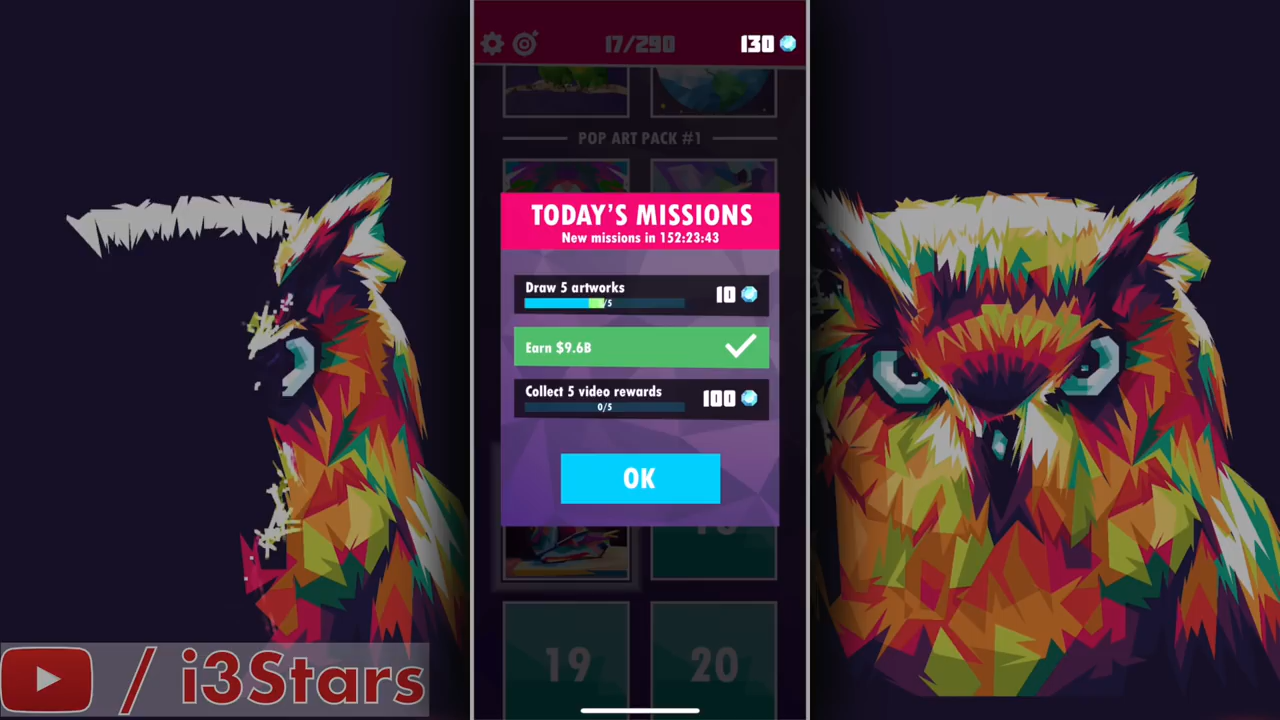 17/290
130
POP ART PACK #1
TODAY'S MISSIONS
New missions in 152:23:43
Draw 5 artworks
/5
10
Earn $9.6B
Collect 5 video rewards
0/5
100
OK
19
20
/ i3Stars